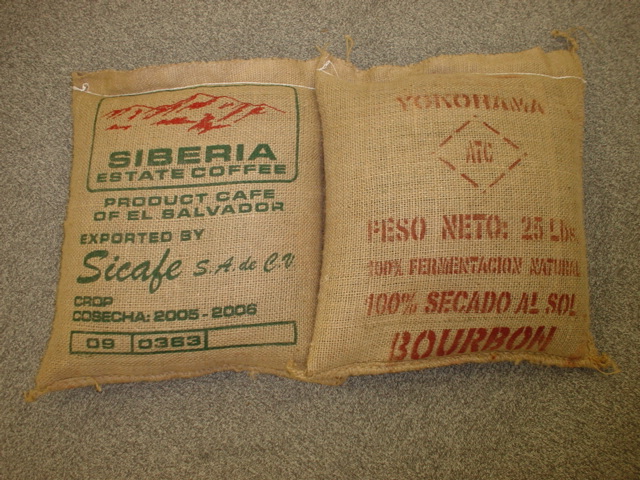 SIBERIA
ESTATE COFFEE
PRODUCT CAFE
OF EL SALVADOR
EXPORTED BY
Sicafe S.A. de C.V
CROP
COSECHA: 2005 - 2006
09 0363
YOKOHAMA
ATC
PESO NETO: 25 Lbs.
100% FERMENTACION NATURAL
100% SECADO AL SOL
BOURBON